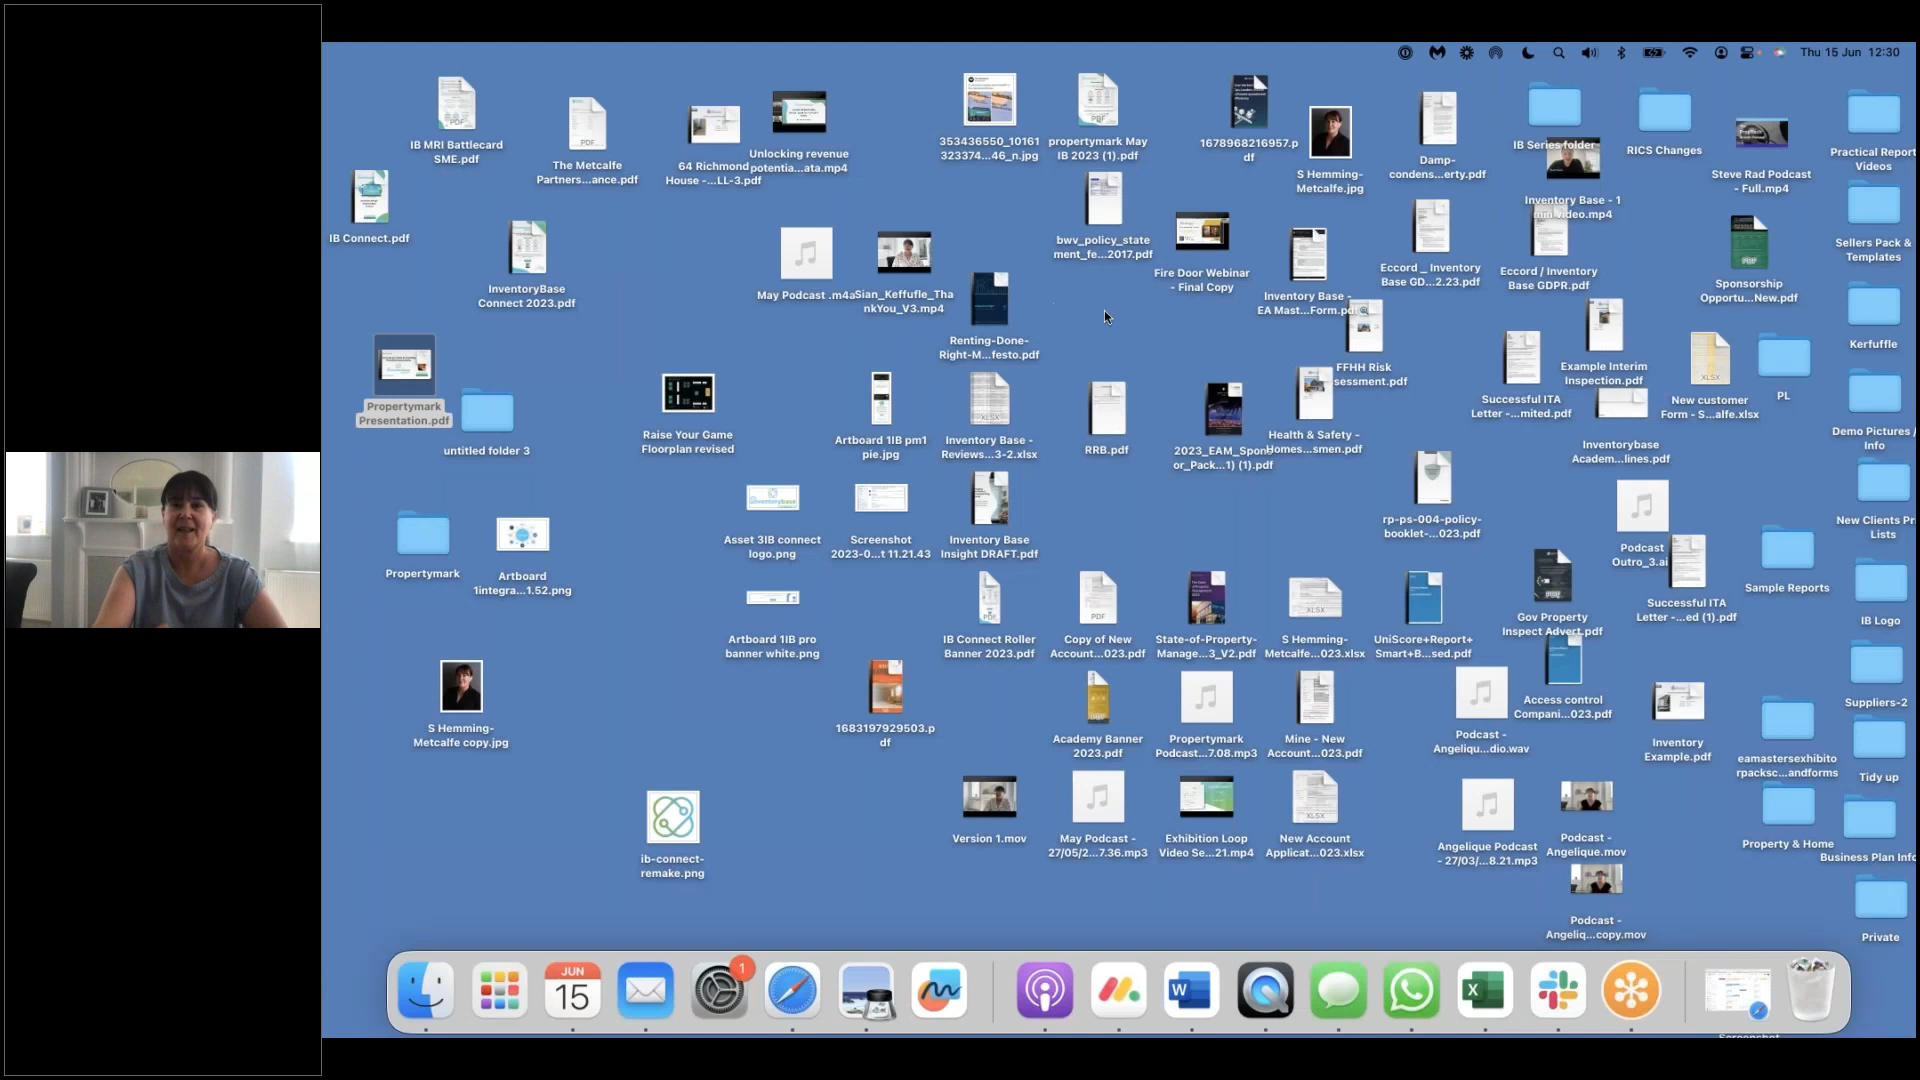 Thu 15 Jun 12:30
IB MRI Battlecard
SME.pdf
The Metcalfe
Partners...ance.pdf
64 Richmond
House -...LL-3.pdf
Unlocking revenue
potentia...ata.mp4
353436550_10161
323374...46_n.jpg
propertymark May
IB 2023 (1).pdf
1678968216957.p
df
S Hemming-
Metcalfe.jpg
Damp-
condens...erty.pdf
IB Series folder
RICS Changes
Steve Rad Podcast
- Full.mp4
Practical Report
Videos
IB Connect.pdf
InventoryBase
Connect 2023.pdf
May Podcast .m4a
Sian_Keffufle_Tha
nkYou_V3.mp4
bwv_policy_state
ment_fe...2017.pdf
Fire Door Webinar
- Final Copy
Inventory Base -
EA Mast...Form.pdf
Eccord _ Inventory
Base GD...2.23.pdf
Inventory Base - 1
min video.mp4
Eccord / Inventory
Base GDPR.pdf
Sponsorship
Opportu...New.pdf
Sellers Pack &
Templates
Renting-Done-
Right-M...festo.pdf
FFHH Risk
sessment.pdf
Example Interim
Inspection.pdf
Kerfuffle
Propertymark
Presentation.pdf
untitled folder 3
Raise Your Game
Floorplan revised
Artboard 1IB pm1
pie.jpg
XLSX
Inventory Base -
Reviews...3-2.xlsx
RRB.pdf
2023_EAM_Spons
or_Pack...1) (1).pdf
Health & Safety -
Homes...smen.pdf
Successful ITA
Letter -...mited.pdf
XLSX
New customer
Form - S...alfe.xlsx
PL
Inventorybase
Academ...lines.pdf
Demo Pictures /
Info
Propertymark
Artboard
1integra...1.52.png
inventorybase
Asset 3IB connect
logo.png
Screenshot
2023-0...t 11.21.43
Inventory Base
Insight DRAFT.pdf
rp-ps-004-policy-
booklet-...023.pdf
Podcast
Outro_3.ai
Successful ITA
Letter -...ed (1).pdf
Sample Reports
New Clients Pr
Lists
Artboard 1IB pro
banner white.png
IB Connect Roller
Banner 2023.pdf
PDF
Copy of New
Account...023.pdf
State-of-Property-
Manage...3_V2.pdf
XLSX
S Hemming-
Metcalfe...023.xlsx
UniScore+Report+
Smart+B...sed.pdf
Gov Property
Inspect Advert.pdf
IB Logo
S Hemming-
Metcalfe copy.jpg
1683197929503.p
df
Academy Banner
2023.pdf
Propertymark
Podcast...7.08.mp3
Mine - New
Account...023.pdf
Podcast -
Angeliqu...dio.wav
Access control
Compani...023.pdf
Inventory
Example.pdf
eamastersexhibito
rpacksc...andforms
Suppliers-2
Tidy up
ib-connect-
remake.png
Version 1.mov
May Podcast -
27/05/2...7.36.mp3
Exhibition Loop
Video Se...21.mp4
XLSX
New Account
Applicat...023.xlsx
Angelique Podcast
- 27/03/...8.21.mp3
Podcast -
Angelique.mov
Property & Home
Business Plan Info
Podcast -
Angeliq...copy.mov
Private
JUN
15
1
W
X
Screenshot